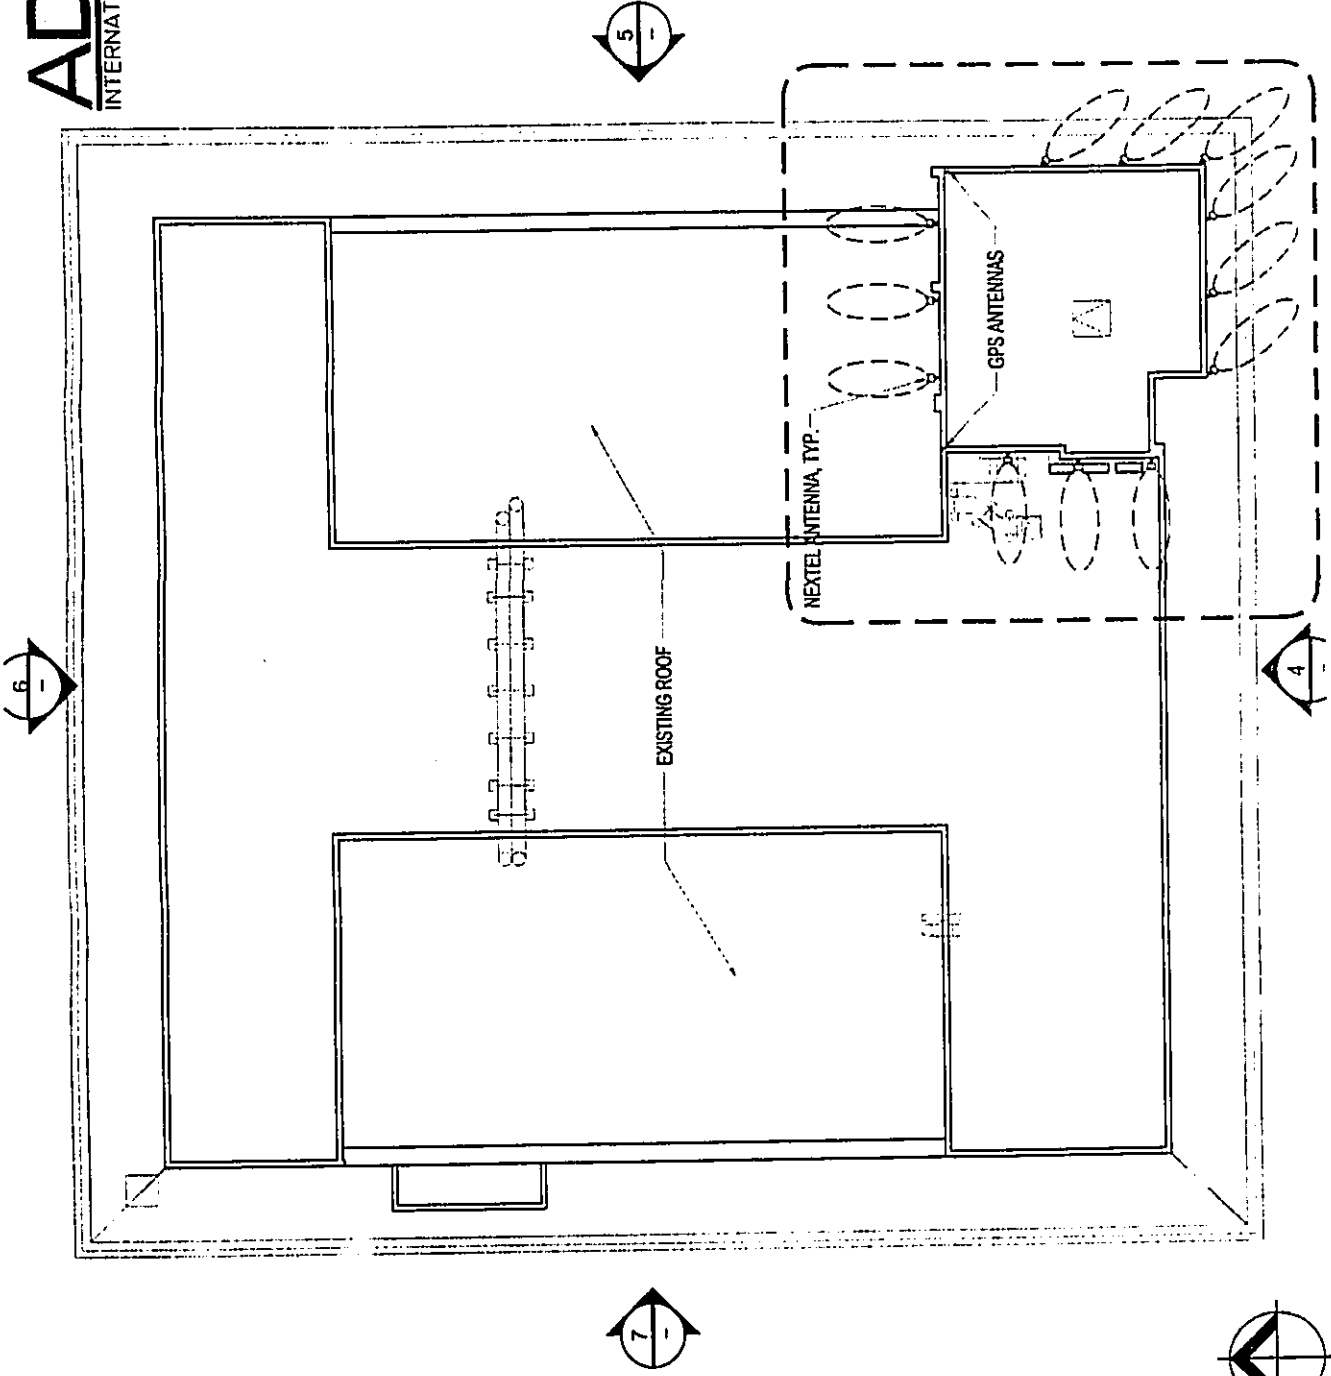 AD
INTERNAT
5
-
6
-
GPS ANTENNAS
NEXTEL ANTENNA, TYP.
EXISTING ROOF
4
-
7
-